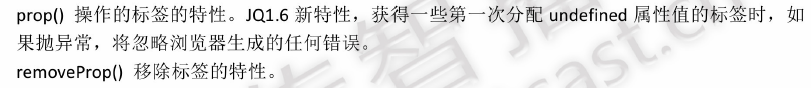 prop() 操作的标签的特性。JQ1.6 新特性，获得一些第一次分配 undefined 属性值的标签时，如
果抛异常，将忽略浏览器生成的任何错误。
removeProp() 移除标签的特性。